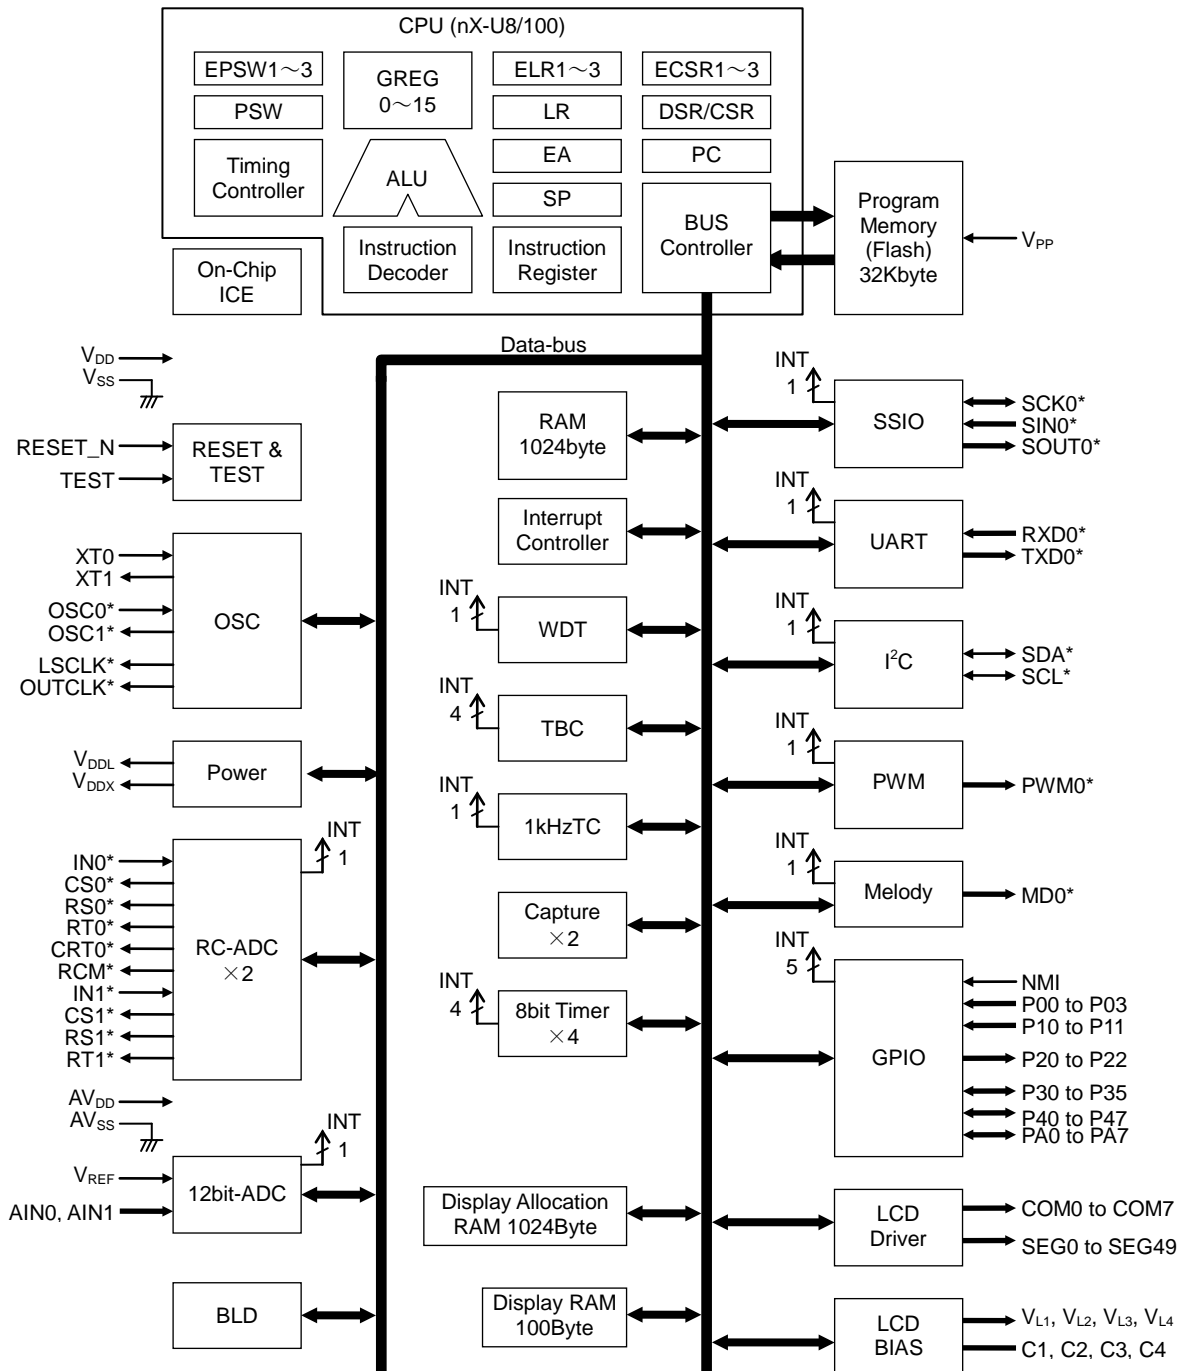 CPU (nX-U8/100)
EPSW1～3
GREG
0～15
ELR1～3
ECSR1～3
PSW
LR
DSR/CSR
Timing
Controller
ALU
EA
PC
SP
BUS
Controller
Instruction
Decoder
Instruction
Register
On-Chip
ICE
Program
Memory
(Flash)
32Kbyte
VPP
Data-bus
VDD
VSS
RESET_N
TEST
RESET &
TEST
XT0
XT1
OSC0*
OSC1*
LSCLK*
OUTCLK*
OSC
VDDL
VDDX
Power
IN0*
CS0*
RS0*
RT0*
CRT0*
RCM*
IN1*
CS1*
RS1*
RT1*
RC-ADC
×2
INT
1
AVDD
AVSS
VREF
AIN0, AIN1
12bit-ADC
INT
1
BLD
RAM
1024byte
Interrupt
Controller
INT
1
WDT
INT
4
TBC
INT
1
1kHzTC
Capture
×2
INT
4
8bit Timer
×4
Display Allocation
RAM 1024Byte
Display RAM
100Byte
INT
1
SSIO
SCK0*
SIN0*
SOUT0*
INT
1
UART
RXD0*
TXD0*
INT
1
I²C
SDA*
SCL*
INT
1
PWM
PWM0*
INT
1
Melody
MD0*
INT
5
GPIO
NMI
P00 to P03
P10 to P11
P20 to P22
P30 to P35
P40 to P47
PA0 to PA7
LCD
Driver
COM0 to COM7
SEG0 to SEG49
LCD
BIAS
VL1, VL2, VL3, VL4
C1, C2, C3, C4